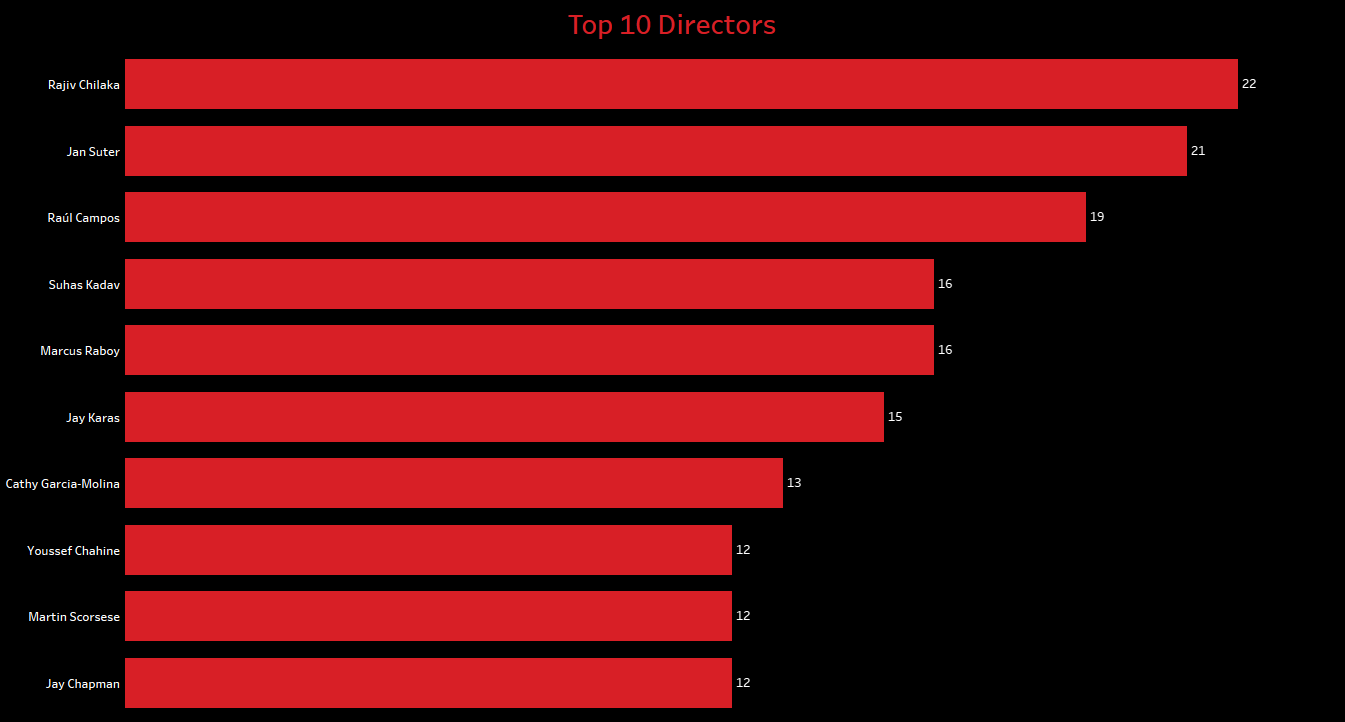 Top 10 Directors
Rajiv Chilaka 22
Jan Suter 21
Raúl Campos 19
Suhas Kadav 16
Marcus Raboy 16
Jay Karas 15
Cathy Garcia-Molina 13
Youssef Chahine 12
Martin Scorsese 12
Jay Chapman 12